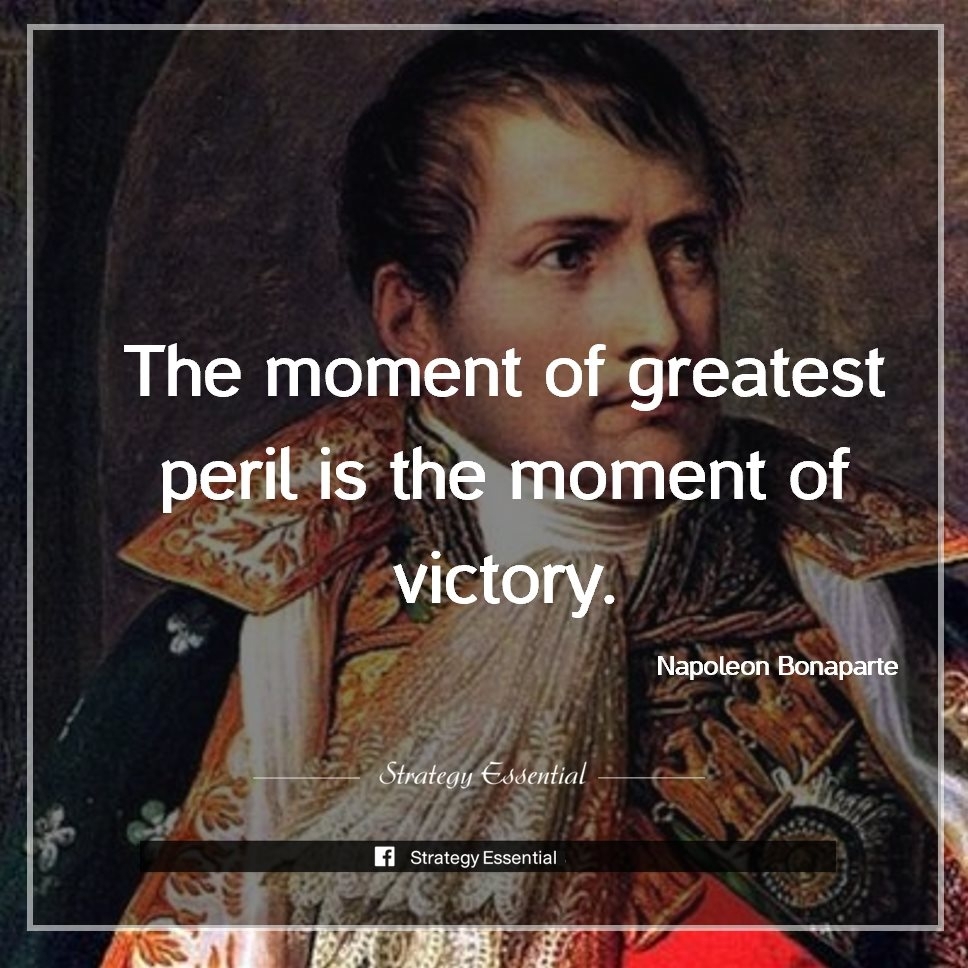 The moment of greatest
peril is the moment of
victory.
Napoleon Bonaparte
Strategy Essential
Strategy Essential